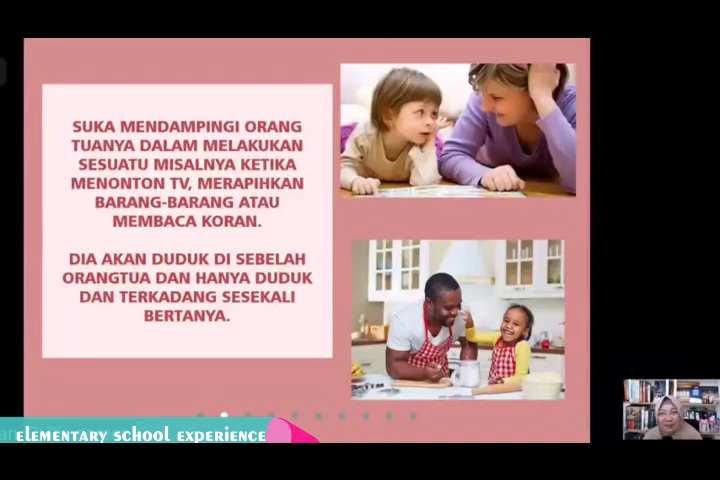 SUKA MENDAMPINGI ORANG
TUANYA DALAM MELAKUKAN
SESUATU MISALNYA KETIKA
MENONTON TV, MERAPIHKAN
BARANG-BARANG ATAU
MEMBACA KORAN.
DIA AKAN DUDUK DI SEBELAH
ORANGTUA DAN HANYA DUDUK
DAN TERKADANG SESEKALI
BERTANYA.
elementary school experience